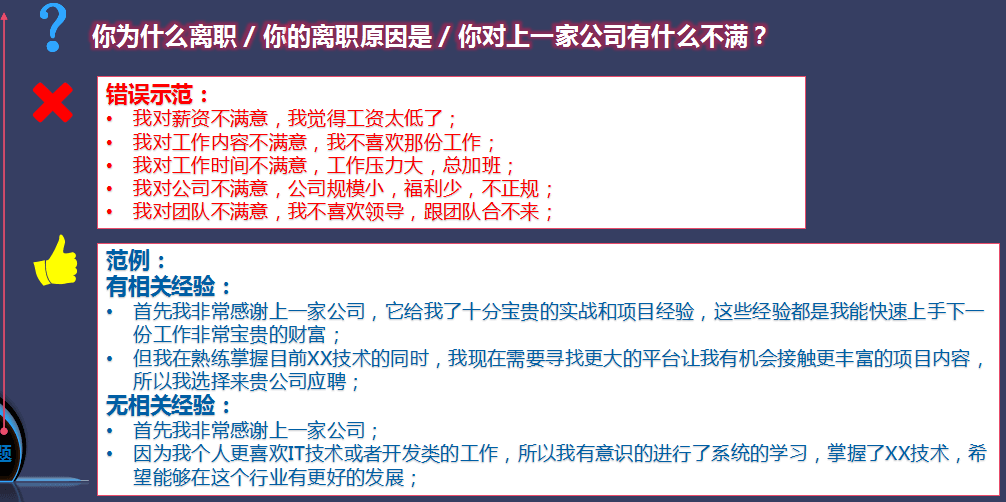 你为什么离职 / 你的离职原因是 / 你对上一家公司有什么不满？
错误示范：
• 我对薪资不满意，我觉得工资太低了；
• 我对工作内容不满意，我不喜欢那份工作；
• 我对工作时间不满意，工作压力大，总加班；
• 我对公司不满意，公司规模小，福利少，不正规；
• 我对团队不满意，我不喜欢领导，跟团队合不来；
范例：
有相关经验：
• 首先我非常感谢上一家公司，它给我了十分宝贵的实战和项目经验，这些经验都是我能快速上手下一
份工作非常宝贵的财富；
• 但我在熟练掌握目前XX技术的同时，我现在需要寻找更大的平台让我有机会接触更丰富的项目内容，
所以我选择来贵公司应聘；
无相关经验：
• 首先我非常感谢上一家公司；
• 因为我个人更喜欢IT技术或者开发类的工作，所以我有意识的进行了系统的学习，掌握了XX技术，希
望能够在这个行业有更好的发展；
题